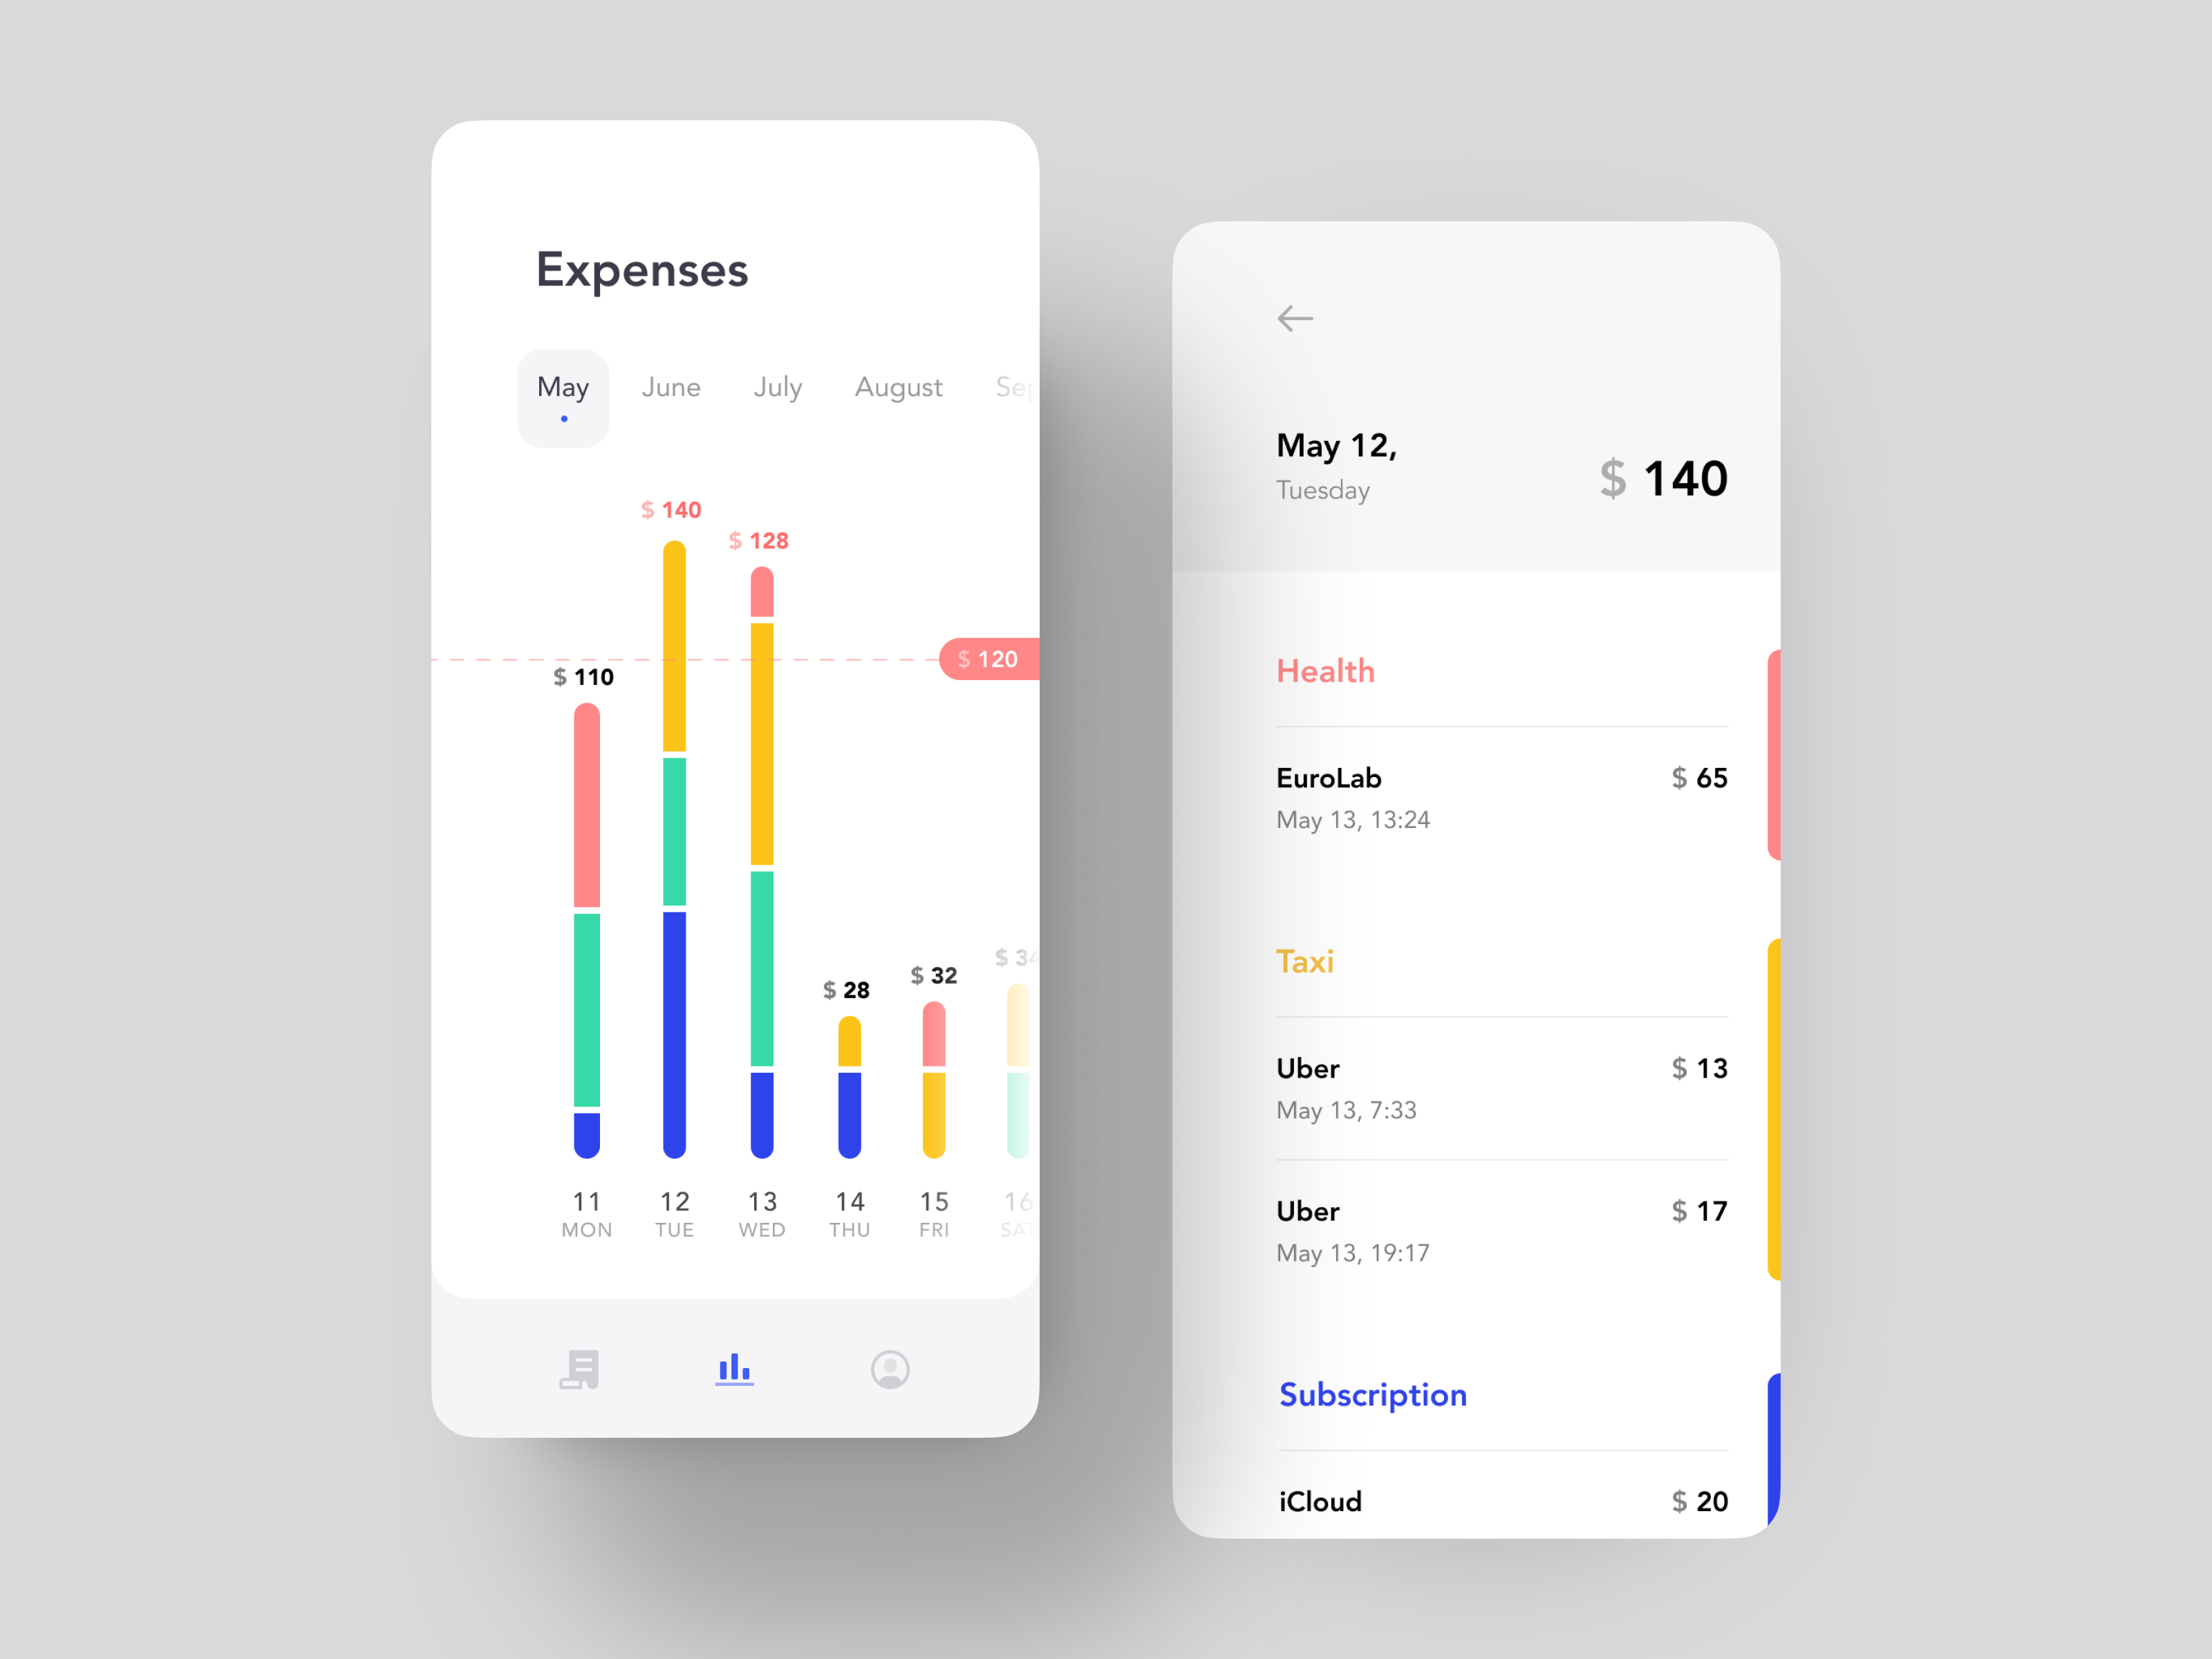 Expenses
May June July August Sep
$ 140
$ 128
$ 120
$ 110
$ 34
$ 32
$ 28
11 12 13 14 15 16
MON TUE WED THU FRI SAT
May 12,
Tuesday
$ 140
Health
EuroLab $ 65
May 13, 13:24
Taxi
Uber $ 13
May 13, 7:33
Uber $ 17
May 13, 19:17
Subscription
iCloud $ 20